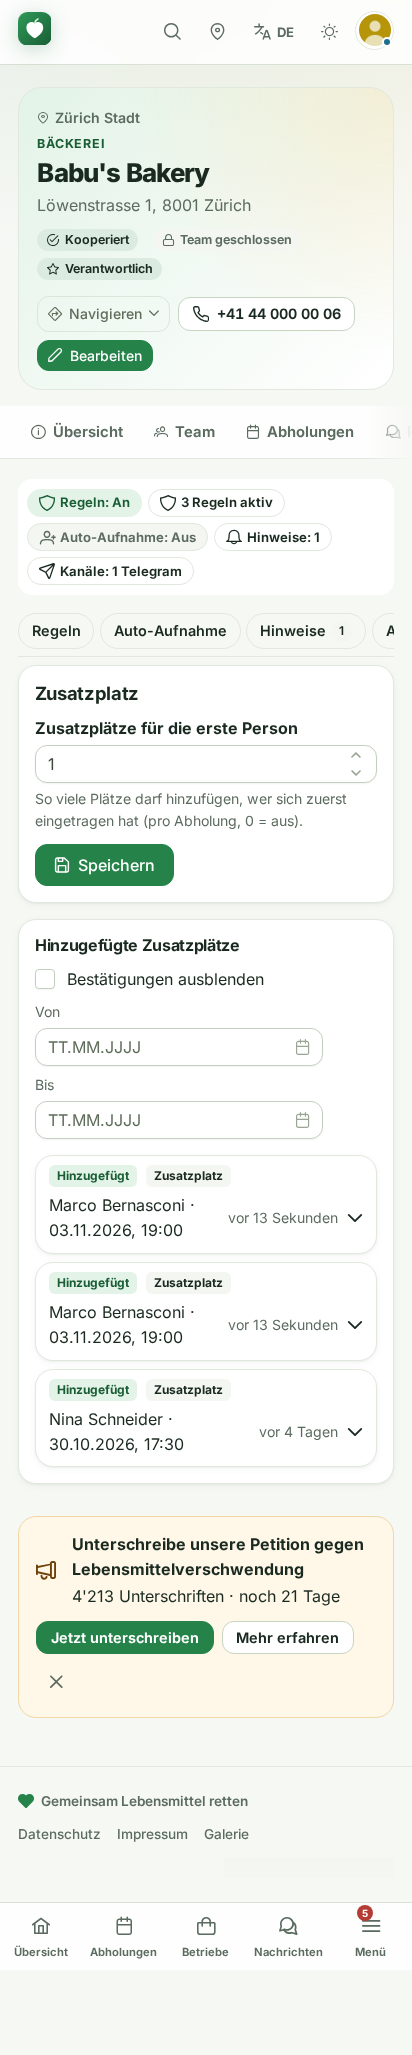 DE
Zürich Stadt
BÄCKEREI
Babu's Bakery
Löwenstrasse 1, 8001 Zürich
Kooperiert
Team geschlossen
Verantwortlich
Navigieren
+41 44 000 00 06
Bearbeiten
Übersicht
Team
Abholungen
Regeln: An
3 Regeln aktiv
Auto-Aufnahme: Aus
Hinweise: 1
Kanäle: 1 Telegram
Regeln
Auto-Aufnahme
Hinweise 1
Zusatzplatz
Zusatzplätze für die erste Person
1
So viele Plätze darf hinzufügen, wer sich zuerst
eingetragen hat (pro Abholung, 0 = aus).
Speichern
Hinzugefügte Zusatzplätze
Bestätigungen ausblenden
Von
TT.MM.JJJJ
Bis
TT.MM.JJJJ
Hinzugefügt Zusatzplatz
Marco Bernasconi ·
03.11.2026, 19:00
vor 13 Sekunden
Hinzugefügt Zusatzplatz
Marco Bernasconi ·
03.11.2026, 19:00
vor 13 Sekunden
Hinzugefügt Zusatzplatz
Nina Schneider ·
30.10.2026, 17:30
vor 4 Tagen
Unterschreibe unsere Petition gegen
Lebensmittelverschwendung
4'213 Unterschriften · noch 21 Tage
Jetzt unterschreiben
Mehr erfahren
Gemeinsam Lebensmittel retten
Datenschutz Impressum Galerie
5
Übersicht Abholungen Betriebe Nachrichten Menü